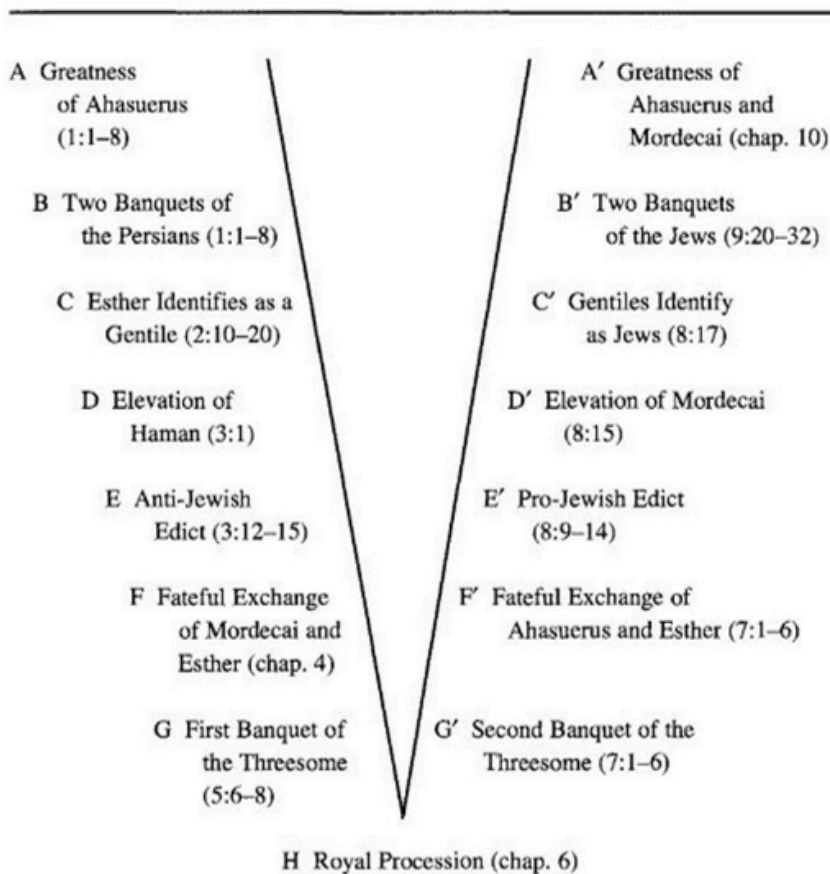 A Greatness
of Ahasuerus
(1:1–8)
A′ Greatness of
Ahasuerus and
Mordecai (chap. 10)
B Two Banquets of
the Persians (1:1–8)
B′ Two Banquets
of the Jews (9:20–32)
C Esther Identifies as a
Gentile (2:10–20)
C′ Gentiles Identify
as Jews (8:17)
D Elevation of
Haman (3:1)
D′ Elevation of Mordecai
(8:15)
E Anti-Jewish
Edict (3:12–15)
E′ Pro-Jewish Edict
(8:9–14)
F Fateful Exchange
of Mordecai and
Esther (chap. 4)
F′ Fateful Exchange of
Ahasuerus and Esther (7:1–6)
G First Banquet of
the Threesome
(5:6–8)
G′ Second Banquet of the
Threesome (7:1–6)
H Royal Procession (chap. 6)